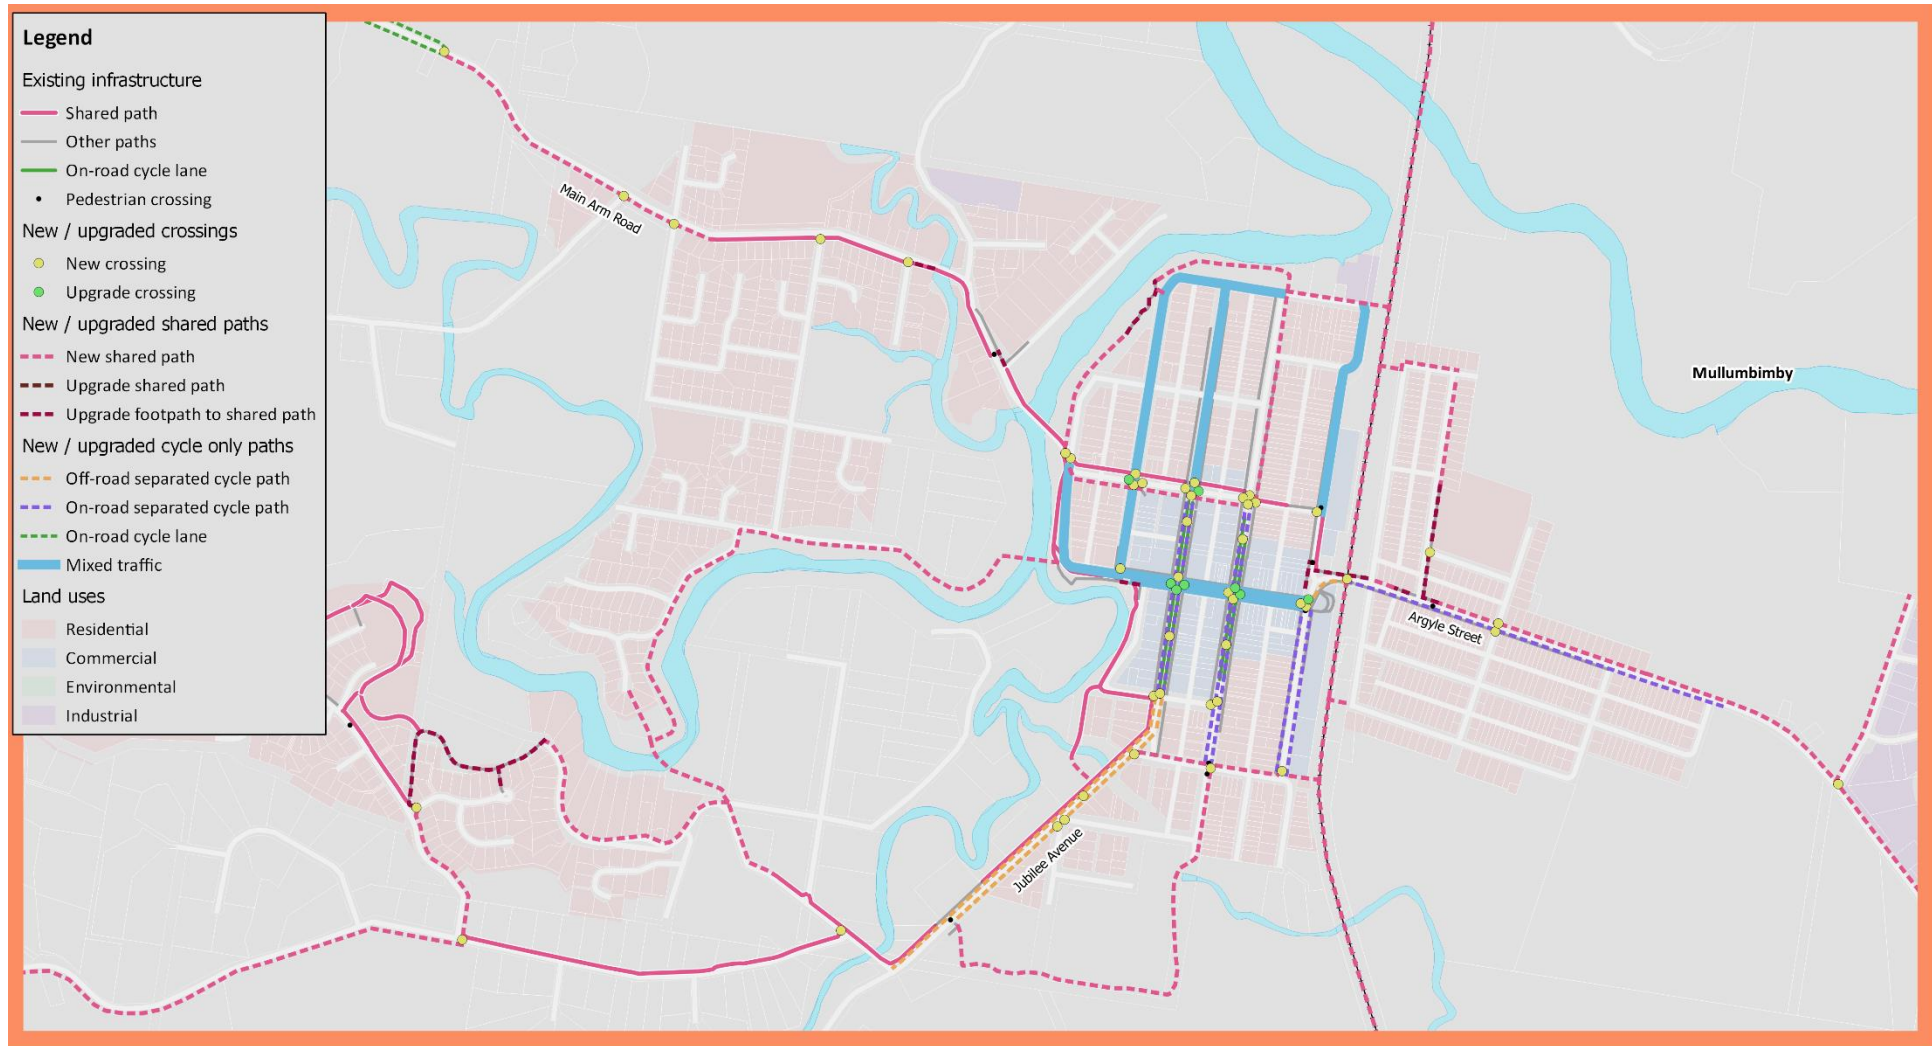 Legend
Existing infrastructure
Shared path
Other paths
On-road cycle lane
Pedestrian crossing
New / upgraded crossings
New crossing
Upgrade crossing
New / upgraded shared paths
New shared path
Upgrade shared path
Upgrade footpath to shared path
New / upgraded cycle only paths
Off-road separated cycle path
On-road separated cycle path
On-road cycle lane
Mixed traffic
Land uses
Residential
Commercial
Environmental
Industrial
Main Arm Road
Mullumbimby
Argyle Street
Jubilee Avenue